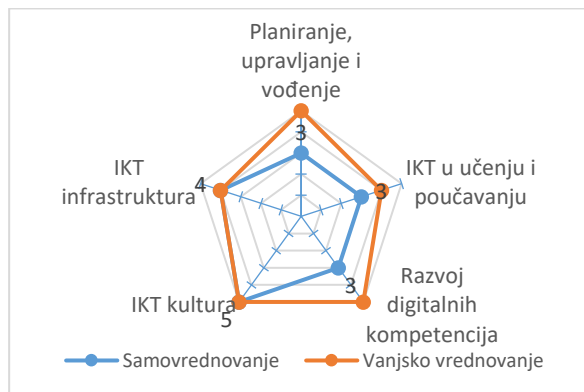 Planiranje,
upravljanje i
vođenje
3
IKT
infrastruktura
4
3
IKT u učenju i
poučavanju
3
Razvoj
digitalnih
kompetencija
IKT kultura
5
Samovrednovanje
Vanjsko vrednovanje